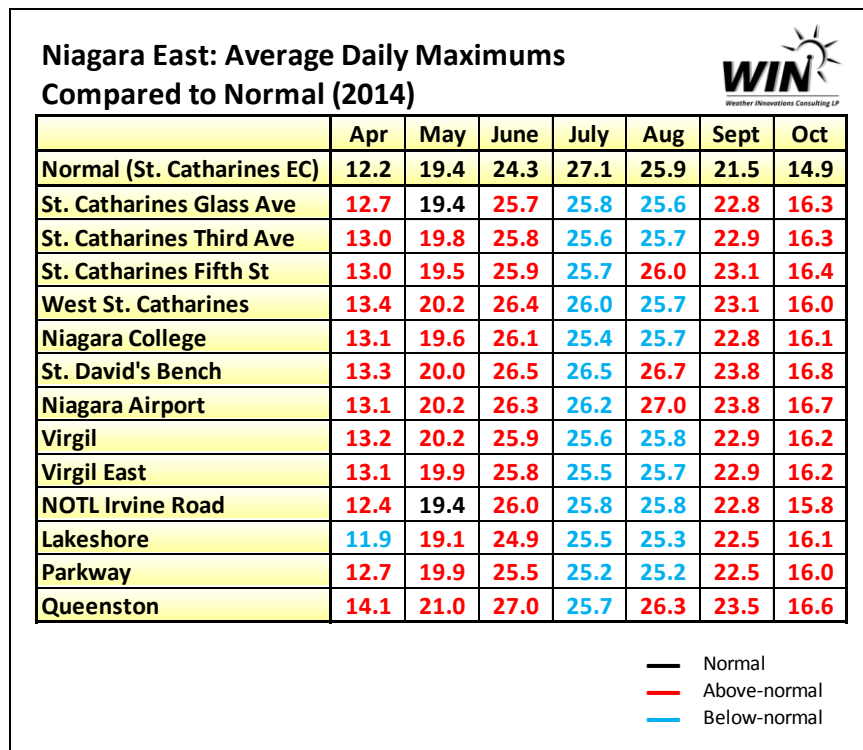 Niagara East: Average Daily Maximums
Compared to Normal (2014)
WIN
Weather INnovations Consulting LP
Apr May June July Aug Sept Oct
Normal (St. Catharines EC) 12.2 19.4 24.3 27.1 25.9 21.5 14.9
St. Catharines Glass Ave 12.7 19.4 25.7 25.8 25.6 22.8 16.3
St. Catharines Third Ave 13.0 19.8 25.8 25.6 25.7 22.9 16.3
St. Catharines Fifth St 13.0 19.5 25.9 25.7 26.0 23.1 16.4
West St. Catharines 13.4 20.2 26.4 26.0 25.7 23.1 16.0
Niagara College 13.1 19.6 26.1 25.4 25.7 22.8 16.1
St. David's Bench 13.3 20.0 26.5 26.5 26.7 23.8 16.8
Niagara Airport 13.1 20.2 26.3 26.2 27.0 23.8 16.7
Virgil 13.2 20.2 25.9 25.6 25.8 22.9 16.2
Virgil East 13.1 19.9 25.8 25.5 25.7 22.9 16.2
NOTL Irvine Road 12.4 19.4 26.0 25.8 25.8 22.8 15.8
Lakeshore 11.9 19.1 24.9 25.5 25.3 22.5 16.1
Parkway 12.7 19.9 25.5 25.2 25.2 22.5 16.0
Queenston 14.1 21.0 27.0 25.7 26.3 23.5 16.6
Normal
Above-normal
Below-normal